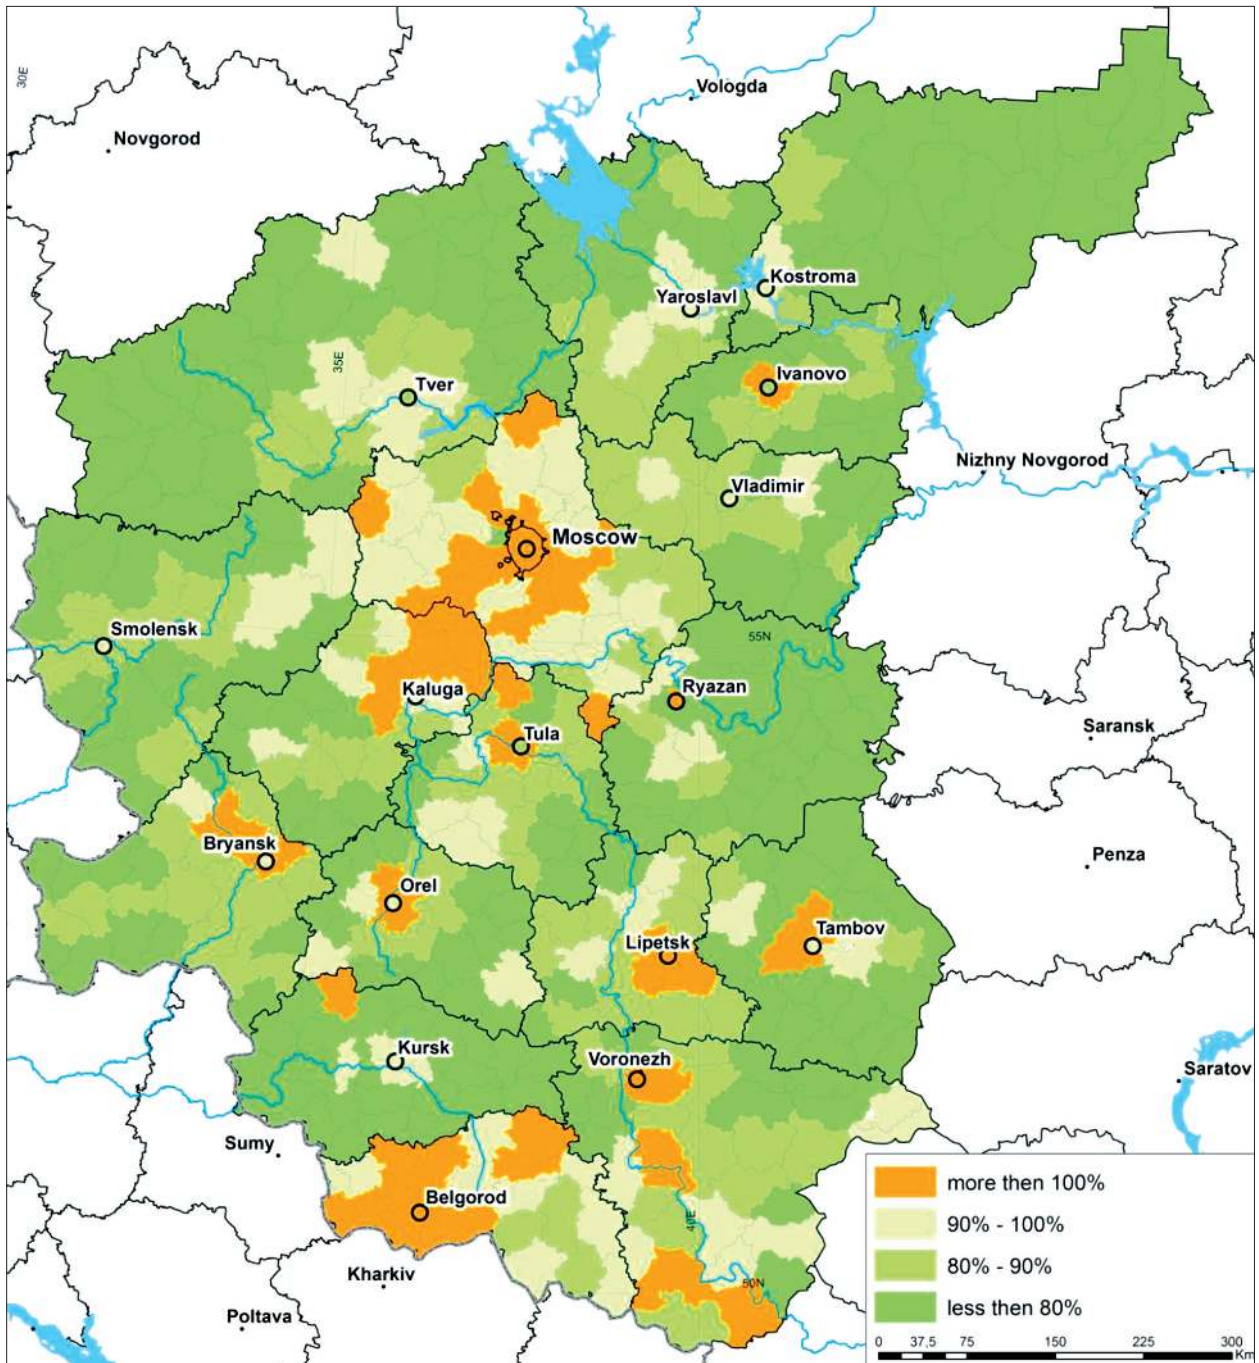 30E
Vologda
Novgorod
Kostroma
Yaroslavl
35E
Tver
Ivanovo
Nizhny Novgorod
Vladimir
Moscow
Smolensk
55N
Kaluga
Ryazan
Tula
Saransk
Bryansk
Penza
Orel
Tambov
Lipetsk
Kursk
Voronezh
Saratov
Sumy
Belgorod
40E
Kharkiv
50N
Poltava
more then 100%
90% - 100%
80% - 90%
less then 80%
0 37,5 75 150 225 300
Km